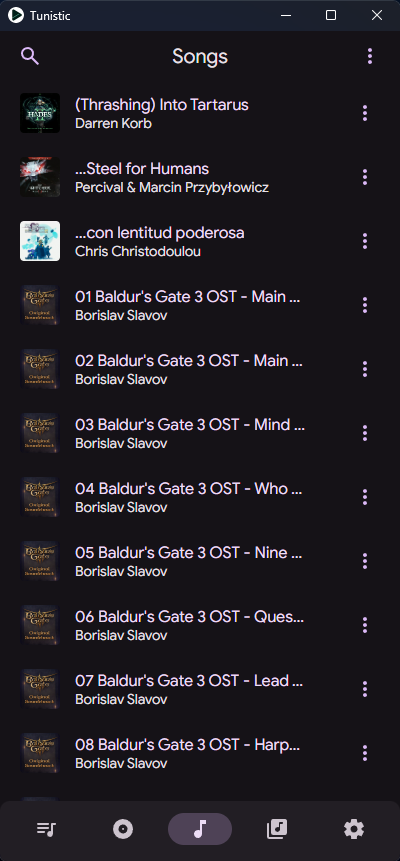 Tunistic
Songs
(Thrashing) Into Tartarus
Darren Korb
...Steel for Humans
Percival & Marcin Przybyłowicz
...con lentitud poderosa
Chris Christodoulou
01 Baldur's Gate 3 OST - Main ...
Borislav Slavov
02 Baldur's Gate 3 OST - Main ...
Borislav Slavov
03 Baldur's Gate 3 OST - Mind ...
Borislav Slavov
04 Baldur's Gate 3 OST - Who ...
Borislav Slavov
05 Baldur's Gate 3 OST - Nine ...
Borislav Slavov
06 Baldur's Gate 3 OST - Ques...
Borislav Slavov
07 Baldur's Gate 3 OST - Lead ...
Borislav Slavov
08 Baldur's Gate 3 OST - Harp...
Borislav Slavov